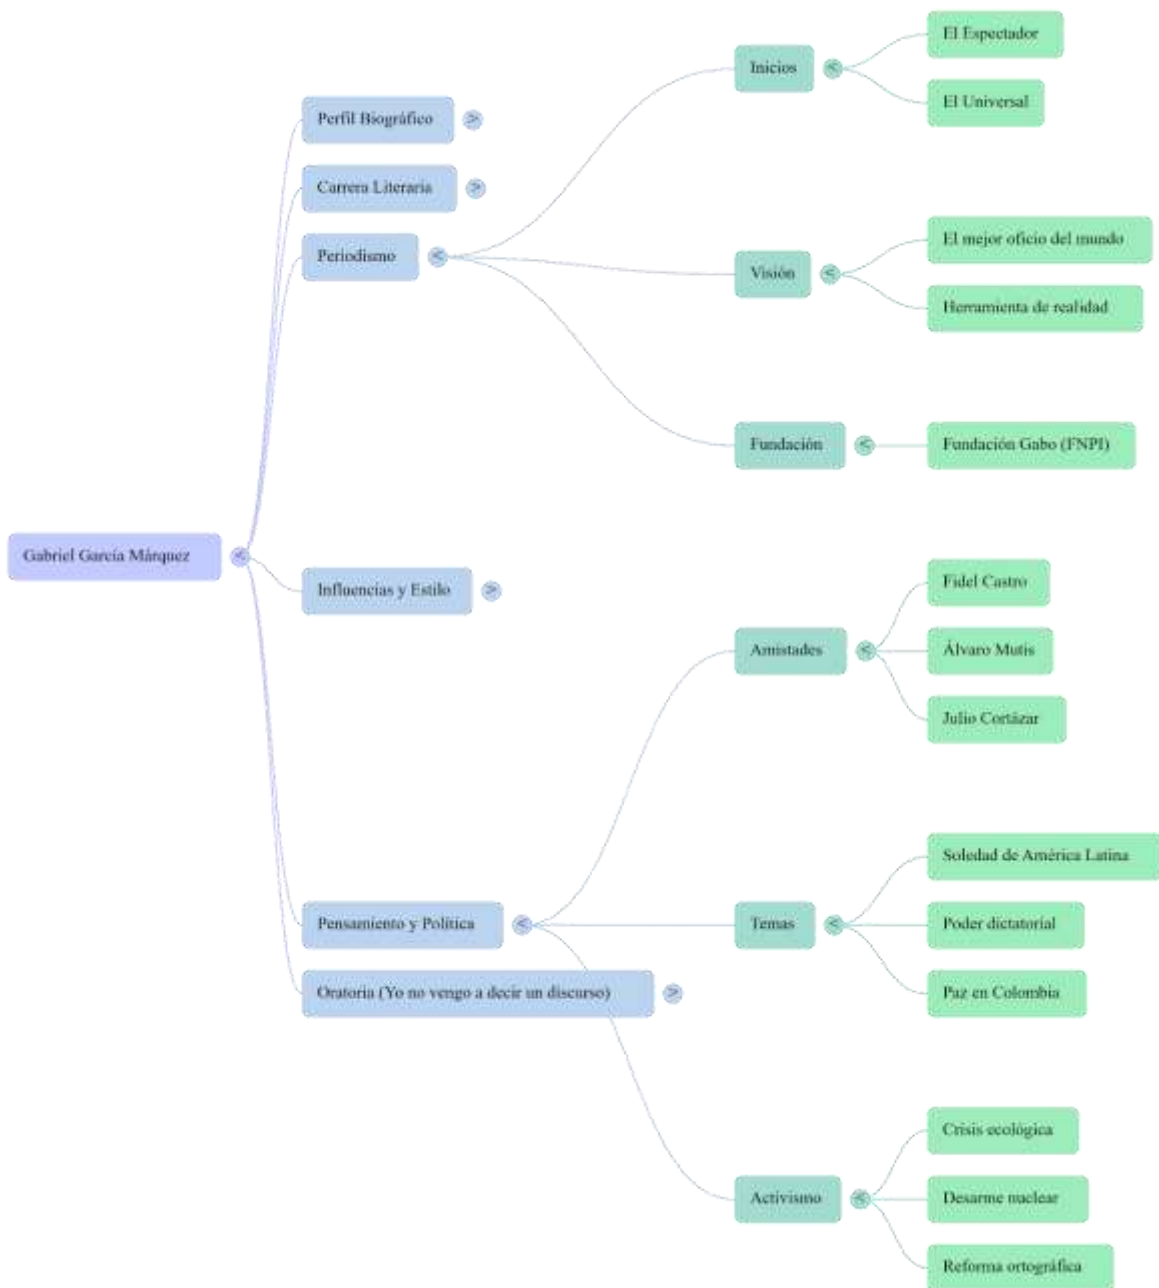 El Espectador
Inicios
El Universal
Perfil Biográfico
Carrera Literaria
Periodismo
El mejor oficio del mundo
Visión
Herramienta de realidad
Fundación
Fundación Gabo (FNPI)
Gabriel García Márquez
Influencias y Estilo
Fidel Castro
Amistades
Álvaro Mutis
Julio Cortázar
Soledad de América Latina
Pensamiento y Política
Temas
Poder dictatorial
Oratoria (Yo no vengo a decir un discurso)
Paz en Colombia
Crisis ecológica
Activismo
Desarme nuclear
Reforma ortográfica